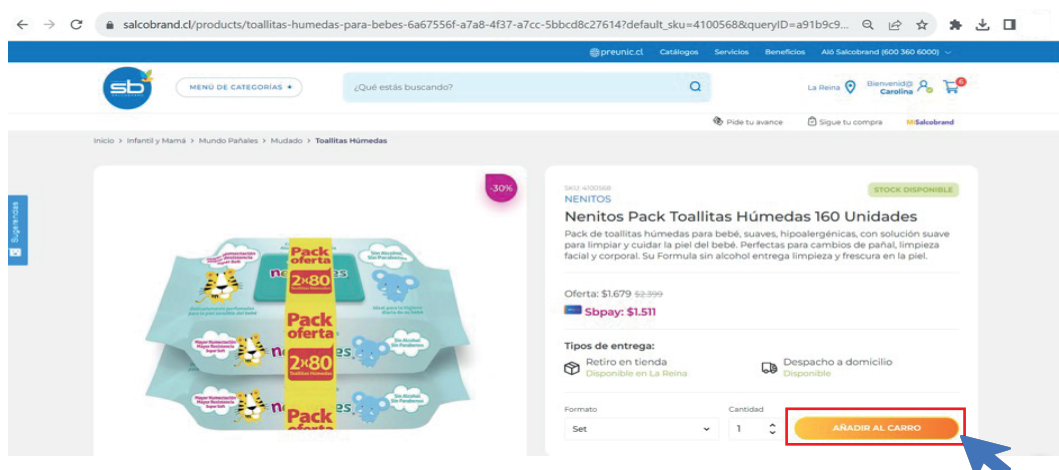 salcobrand.cl/products/toallitas-humedas-para-bebes-6a67556f-a7a8-4f37-a7cc-5bbcd8c27614?default_sku=4100568&queryID=a91b9c9...
preunic.cl Catálogos Servicios Beneficios Aló Salcobrand (600 360 6000)
sb
MENÚ DE CATEGORÍAS
¿Qué estás buscando?
La Reina
Bienvenid@
Carolina
6
Pide tu avance Sigue tu compra MiSalcobrand
Inicio > Infantil y Mamá > Mundo Pañales > Mudado > Toallitas Húmedas
Sugerencias
-30%
SKU: 4100568
STOCK DISPONIBLE
NENITOS
Nenitos Pack Toallitas Húmedas 160 Unidades
Pack de toallitas húmedas para bebé, suaves, hipoalergénicas, con solución suave
para limpiar y cuidar la piel del bebé. Perfectas para cambios de pañal, limpieza
facial y corporal. Su Formula sin alcohol entrega limpieza y frescura en la piel.
Oferta: $1.679 $2.399
Sbpay: $1.511
Tipos de entrega:
Retiro en tienda
Disponible en La Reina
Despacho a domicilio
Disponible
Formato
Set
Cantidad
1
AÑADIR AL CARRO
Pack
oferta
2x80
Pack
oferta
2x80
Pack
oferta